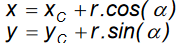 x = x_C + r.cos( α )
y = y_C + r.sin( α )